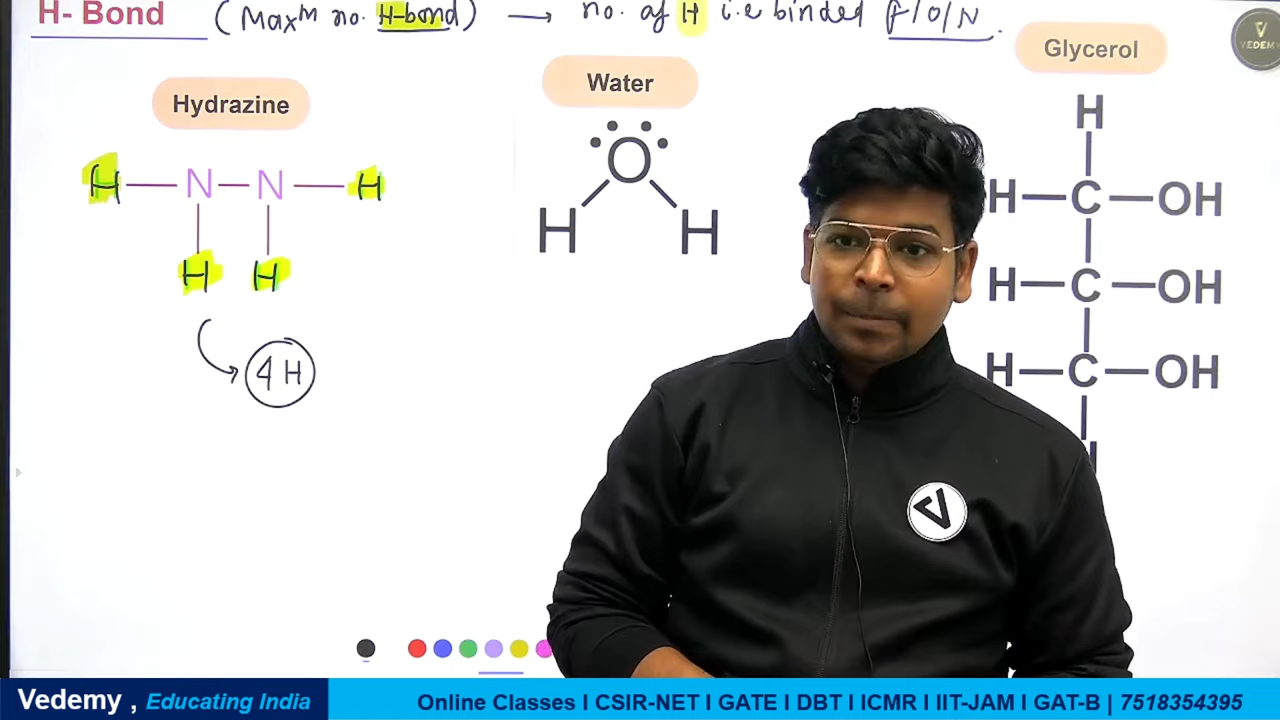 H- Bond (Maxᵐ no. H-bond) → no. of H i.e binded F/O/N.
VEDEMY
Hydrazine
Water
Glycerol
H—N—N—H
H H
4H
O
H H
H
H—C—OH
H—C—OH
H—C—OH
H
Vedemy , Educating India
Online Classes I CSIR-NET I GATE I DBT I ICMR I IIT-JAM I GAT-B | 7518354395